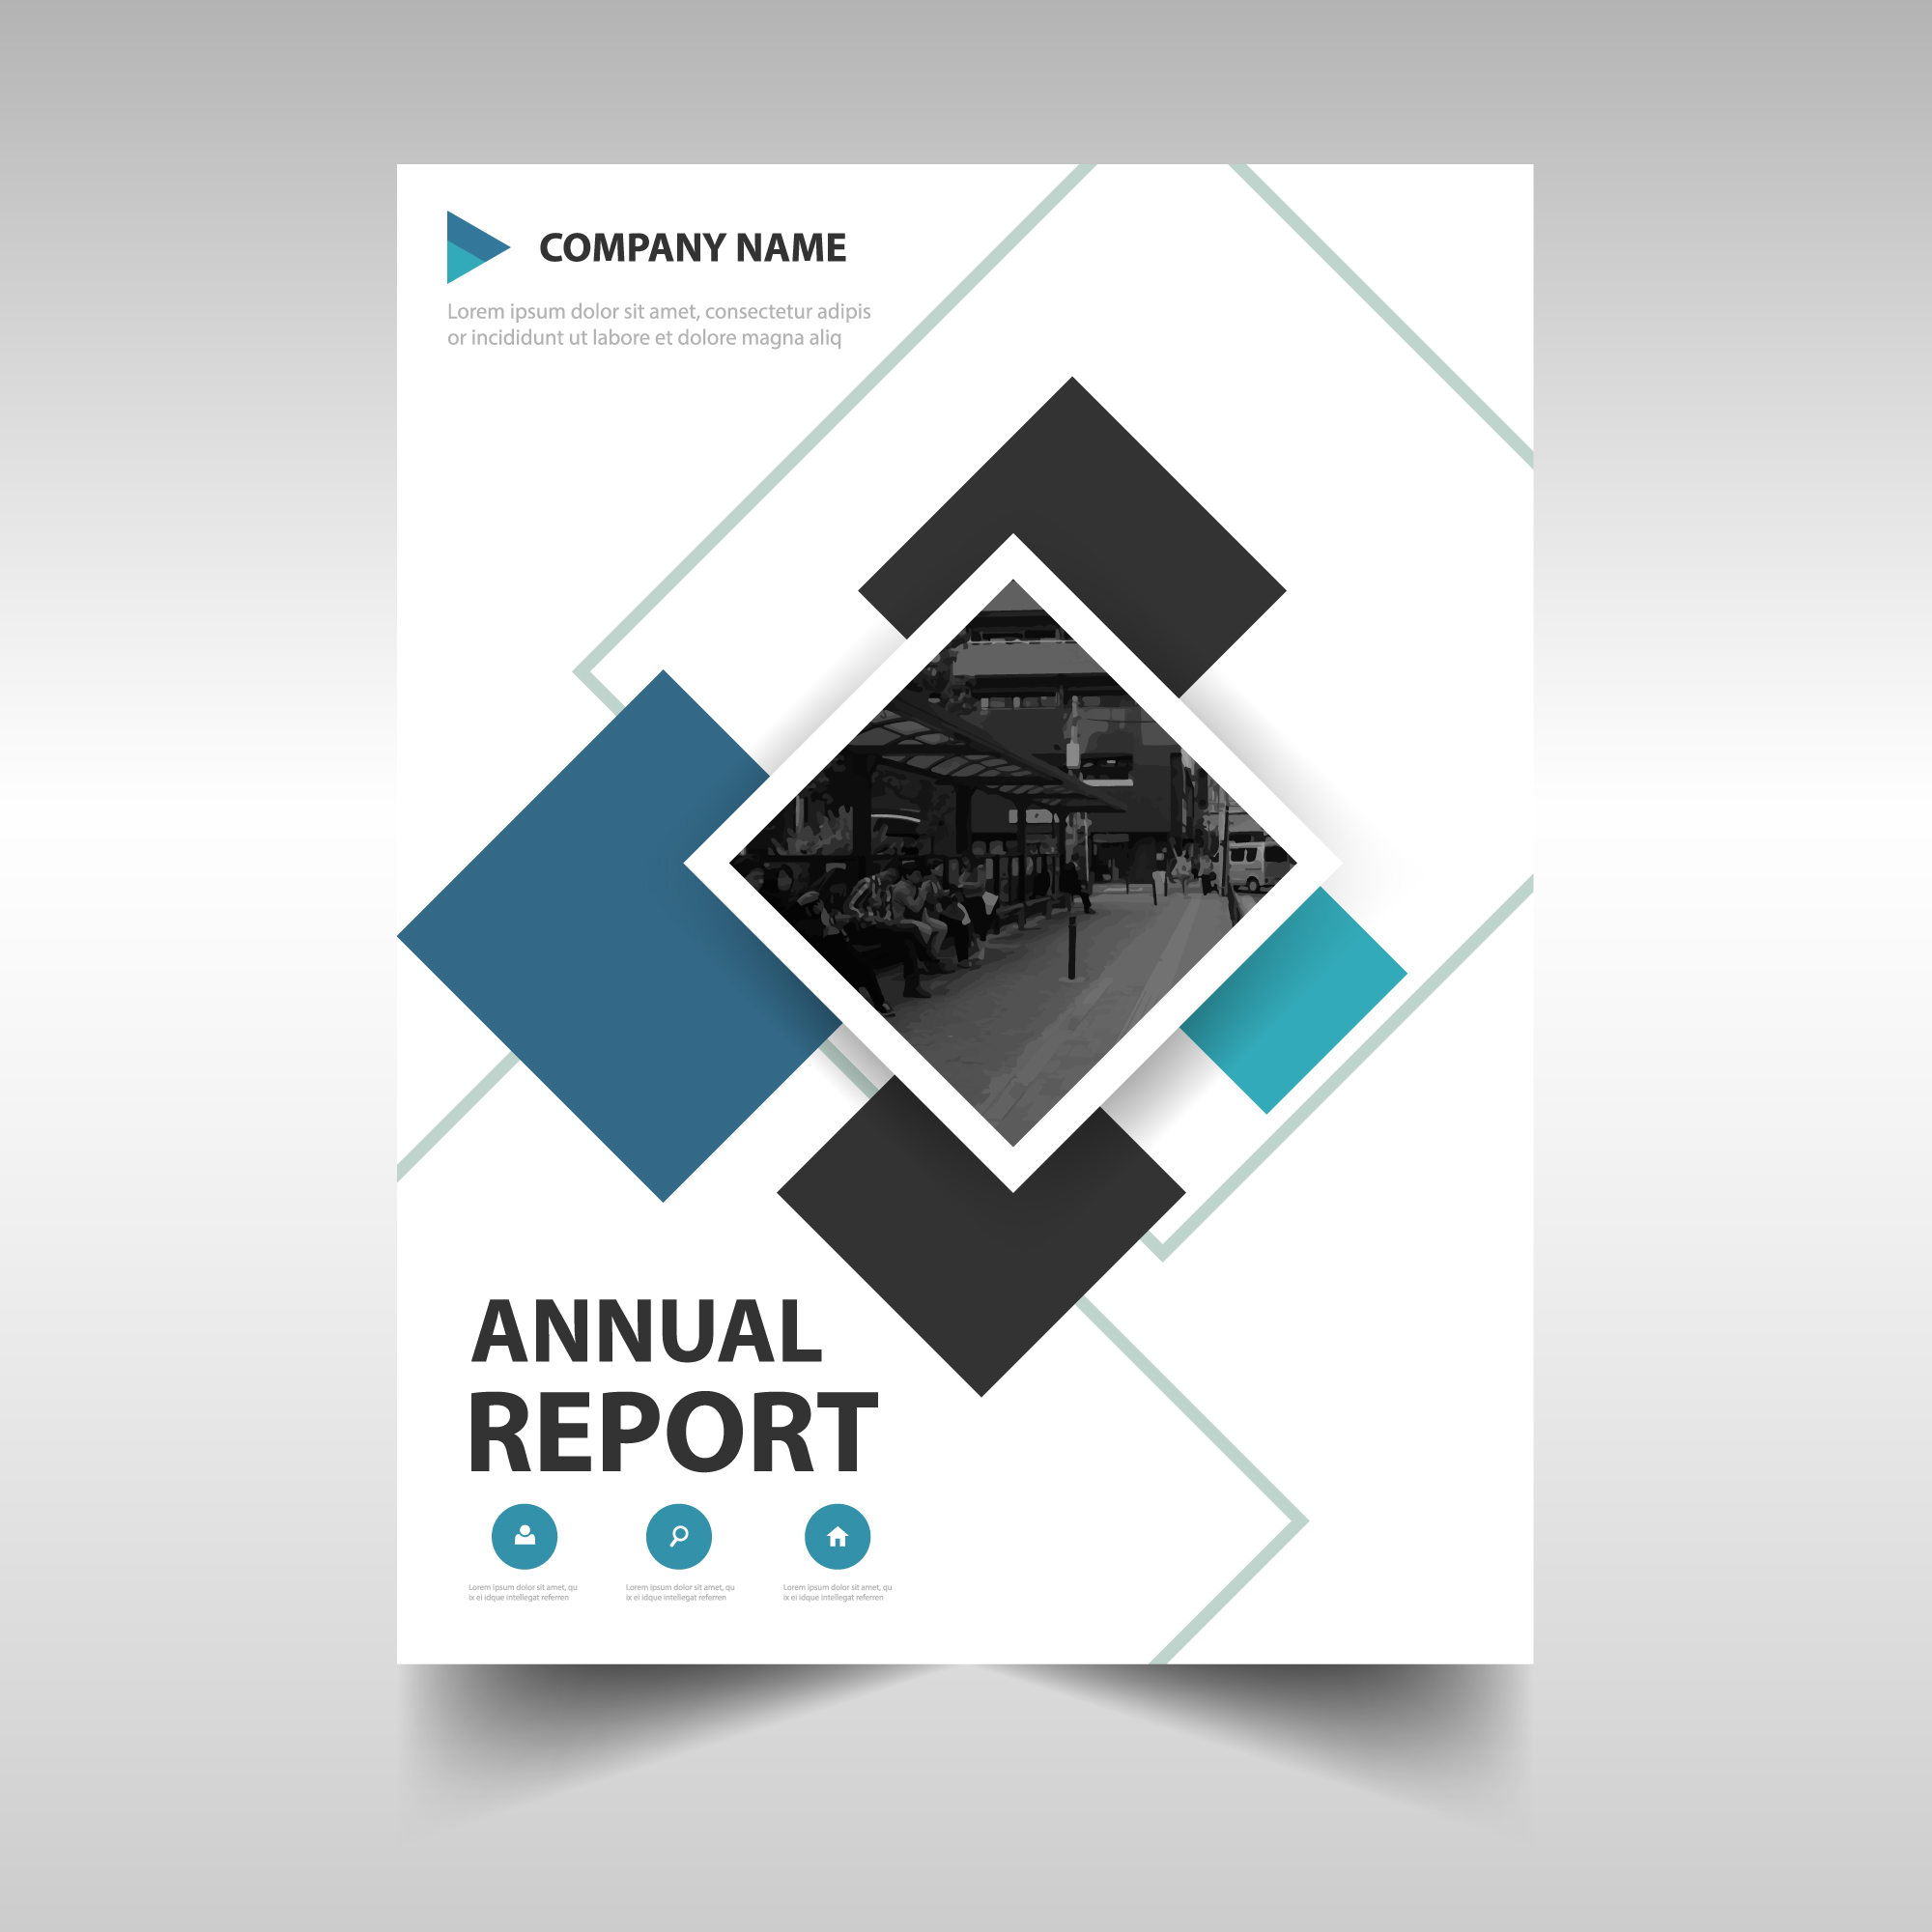 COMPANY NAME
Lorem ipsum dolor sit amet, consectetur adipis
or incididunt ut labore et dolore magna aliq
ANNUAL
REPORT
Lorem ipsum dolor sit amet, qu
ix ei idque intellegat referren
Lorem ipsum dolor sit amet, qu
ix ei idque intellegat referren
Lorem ipsum dolor sit amet, qu
ix ei idque intellegat referren